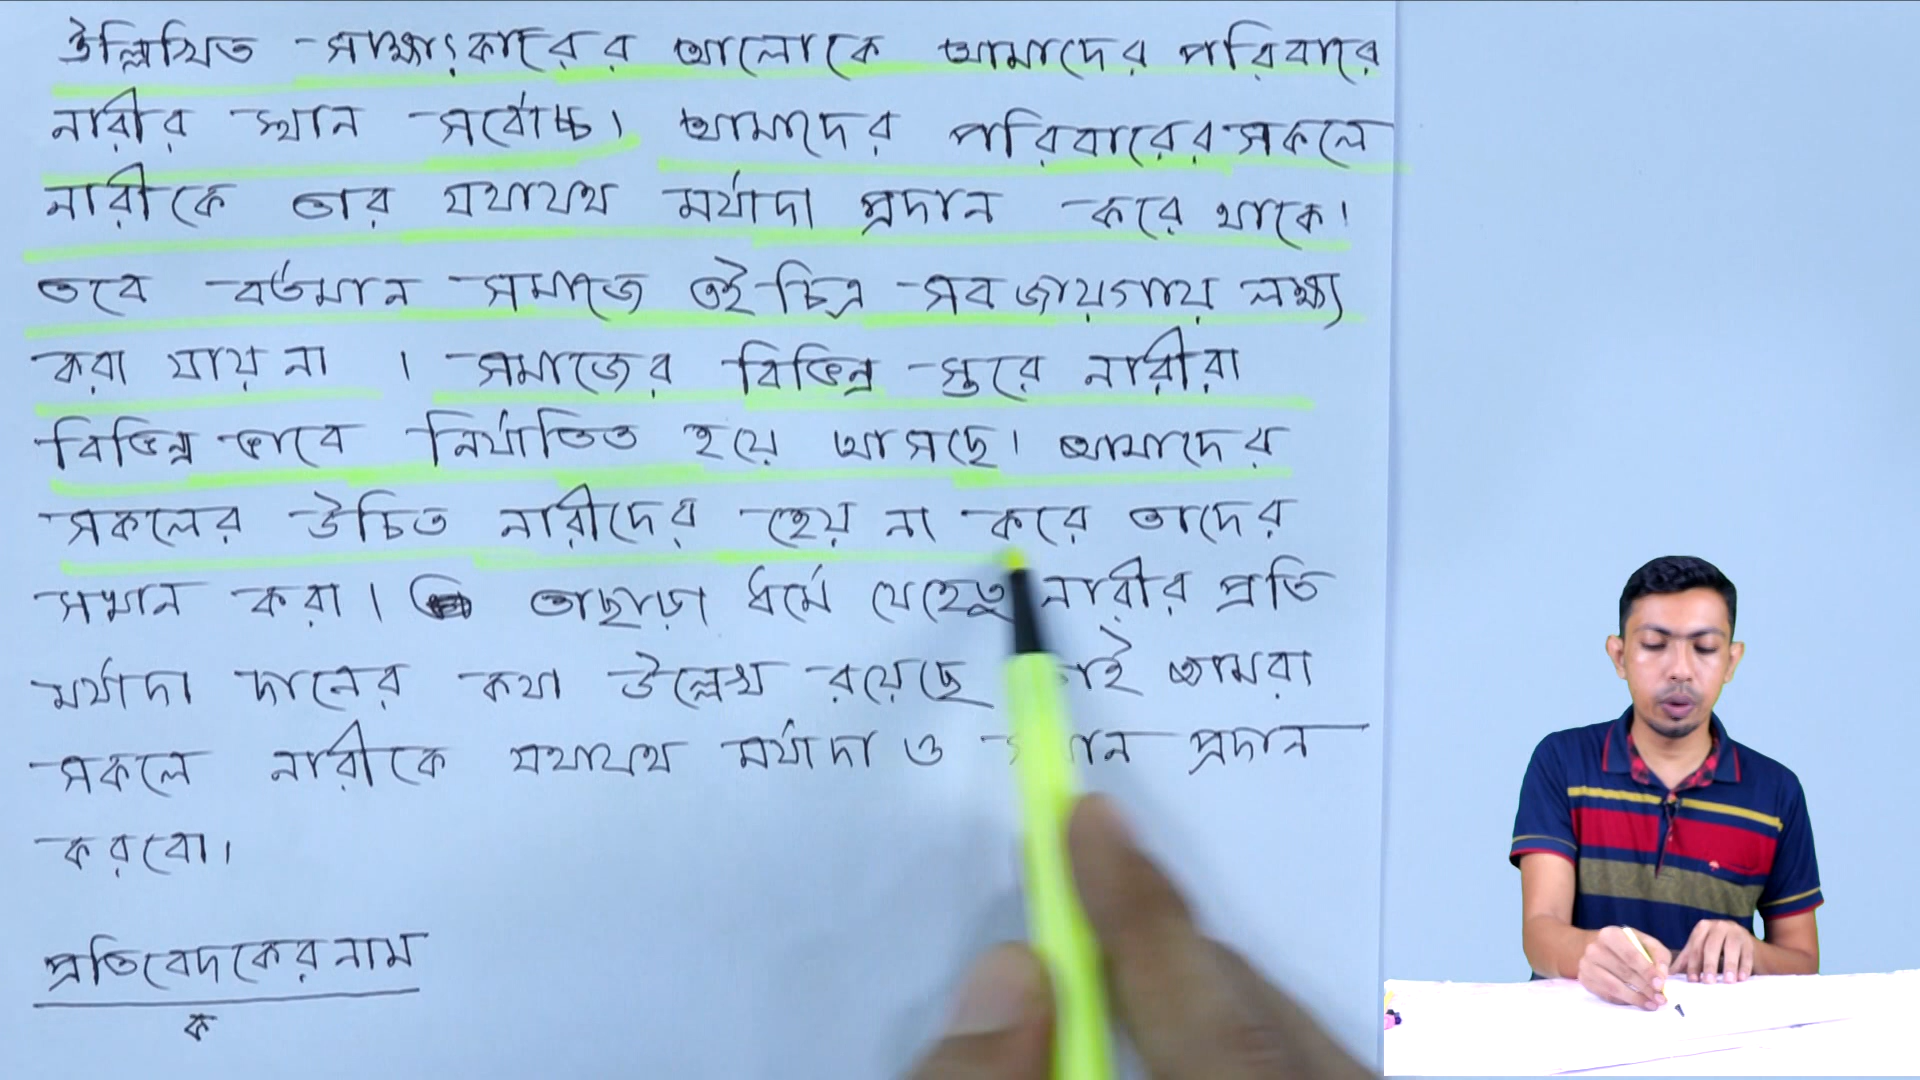 উল্লিখিত সাক্ষাৎকারের আলোকে আমাদের পরিবারে
নারীর স্থান সর্বোচ্চ। আমাদের পরিবারের সকলে
নারীকে তার যথাযথ মর্যাদা প্রদান করে থাকে।
তবে বর্তমান সমাজে এই চিত্র সব জায়গায় লক্ষ্য
করা যায় না । সমাজের বিভিন্ন স্তরে নারীরা
বিভিন্ন ভাবে নির্যাতিত হয়ে আসছে। আমাদের
সকলের উচিত নারীদের হেয় না করে তাদের
সম্মান করা। তাছাড়া ধর্মে যেহেতু নারীর প্রতি
মর্যাদা দানের কথা উল্লেখ রয়েছে আমরা
সকলে নারীকে যথাযথ মর্যাদা ও প্রদান
করবো।
প্রতিবেদকের নাম
ক